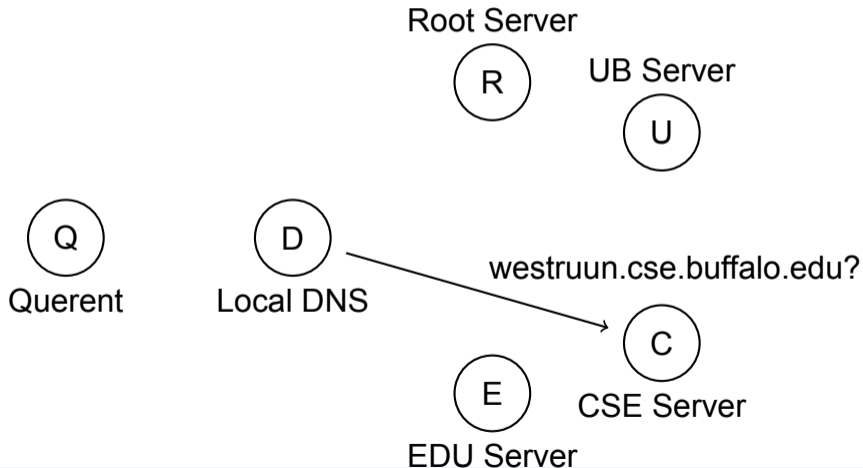 Root Server
R
UB Server
U
Q
Querent
D
Local DNS
westruun.cse.buffalo.edu?
C
CSE Server
E
EDU Server